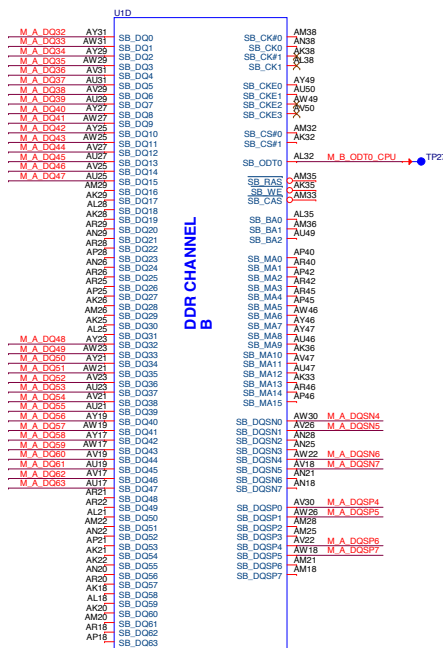 U1D
M_A_DQ32 AY31 SB_DQ0
M_A_DQ33 AW31 SB_DQ1
M_A_DQ34 AY29 SB_DQ2
M_A_DQ35 AW29 SB_DQ3
M_A_DQ36 AV31 SB_DQ4
M_A_DQ37 AU31 SB_DQ5
M_A_DQ38 AV29 SB_DQ6
M_A_DQ39 AU29 SB_DQ7
M_A_DQ40 AY27 SB_DQ8
M_A_DQ41 AW27 SB_DQ9
M_A_DQ42 AY25 SB_DQ10
M_A_DQ43 AW25 SB_DQ11
M_A_DQ44 AV27 SB_DQ12
M_A_DQ45 AU27 SB_DQ13
M_A_DQ46 AV25 SB_DQ14
M_A_DQ47 AU25 SB_DQ15
AM29 SB_DQ16
AK29 SB_DQ17
AL28 SB_DQ18
AK28 SB_DQ19
AR29 SB_DQ20
AN29 SB_DQ21
AR28 SB_DQ22
AP28 SB_DQ23
AN26 SB_DQ24
AR26 SB_DQ25
AR25 SB_DQ26
AP25 SB_DQ27
AK26 SB_DQ28
AM26 SB_DQ29
AK25 SB_DQ30
AL25 SB_DQ31
M_A_DQ48 AY23 SB_DQ32
M_A_DQ49 AW23 SB_DQ33
M_A_DQ50 AY21 SB_DQ34
M_A_DQ51 AW21 SB_DQ35
M_A_DQ52 AV23 SB_DQ36
M_A_DQ53 AU23 SB_DQ37
M_A_DQ54 AV21 SB_DQ38
M_A_DQ55 AU21 SB_DQ39
M_A_DQ56 AY19 SB_DQ40
M_A_DQ57 AW19 SB_DQ41
M_A_DQ58 AY17 SB_DQ42
M_A_DQ59 AW17 SB_DQ43
M_A_DQ60 AV19 SB_DQ44
M_A_DQ61 AU19 SB_DQ45
M_A_DQ62 AV17 SB_DQ46
M_A_DQ63 AU17 SB_DQ47
AR21 SB_DQ48
AR22 SB_DQ49
AL21 SB_DQ50
AM22 SB_DQ51
AN22 SB_DQ52
AP21 SB_DQ53
AK21 SB_DQ54
AK22 SB_DQ55
AN20 SB_DQ56
AR20 SB_DQ57
AK18 SB_DQ58
AL18 SB_DQ59
AK20 SB_DQ60
AM20 SB_DQ61
AR18 SB_DQ62
AP18 SB_DQ63
DDR CHANNEL
B
SB_CK#0 AM38
SB_CK0 AN38
SB_CK#1 AK38
SB_CK1 AL38
SB_CKE0 AY49
SB_CKE1 AU50
SB_CKE2 AW49
SB_CKE3 AV50
SB_CS#0 AM32
SB_CS#1 AK32
SB_ODT0 AL32 M_B_ODT0_CPU
SB_RAS AM35
SB_WE AK35
SB_CAS AM33
SB_BA0 AL35
SB_BA1 AM36
SB_BA2 AU49
SB_MA0 AP40
SB_MA1 AR40
SB_MA2 AP42
SB_MA3 AR42
SB_MA4 AR45
SB_MA5 AP45
SB_MA6 AW46
SB_MA7 AY46
SB_MA8 AY47
SB_MA9 AU46
SB_MA10 AK36
SB_MA11 AV47
SB_MA12 AU47
SB_MA13 AK33
SB_MA14 AR46
SB_MA15 AP46
SB_DQSN0 AW30 M_A_DQSN4
SB_DQSN1 AV26 M_A_DQSN5
SB_DQSN2 AN28
SB_DQSN3 AN25
SB_DQSN4 AW22 M_A_DQSN6
SB_DQSN5 AV18 M_A_DQSN7
SB_DQSN6 AN21
SB_DQSN7 AN18
SB_DQSP0 AV30 M_A_DQSP4
SB_DQSP1 AW26 M_A_DQSP5
SB_DQSP2 AM28
SB_DQSP3 AM25
SB_DQSP4 AV22 M_A_DQSP6
SB_DQSP5 AW18 M_A_DQSP7
SB_DQSP6 AM21
SB_DQSP7 AM18